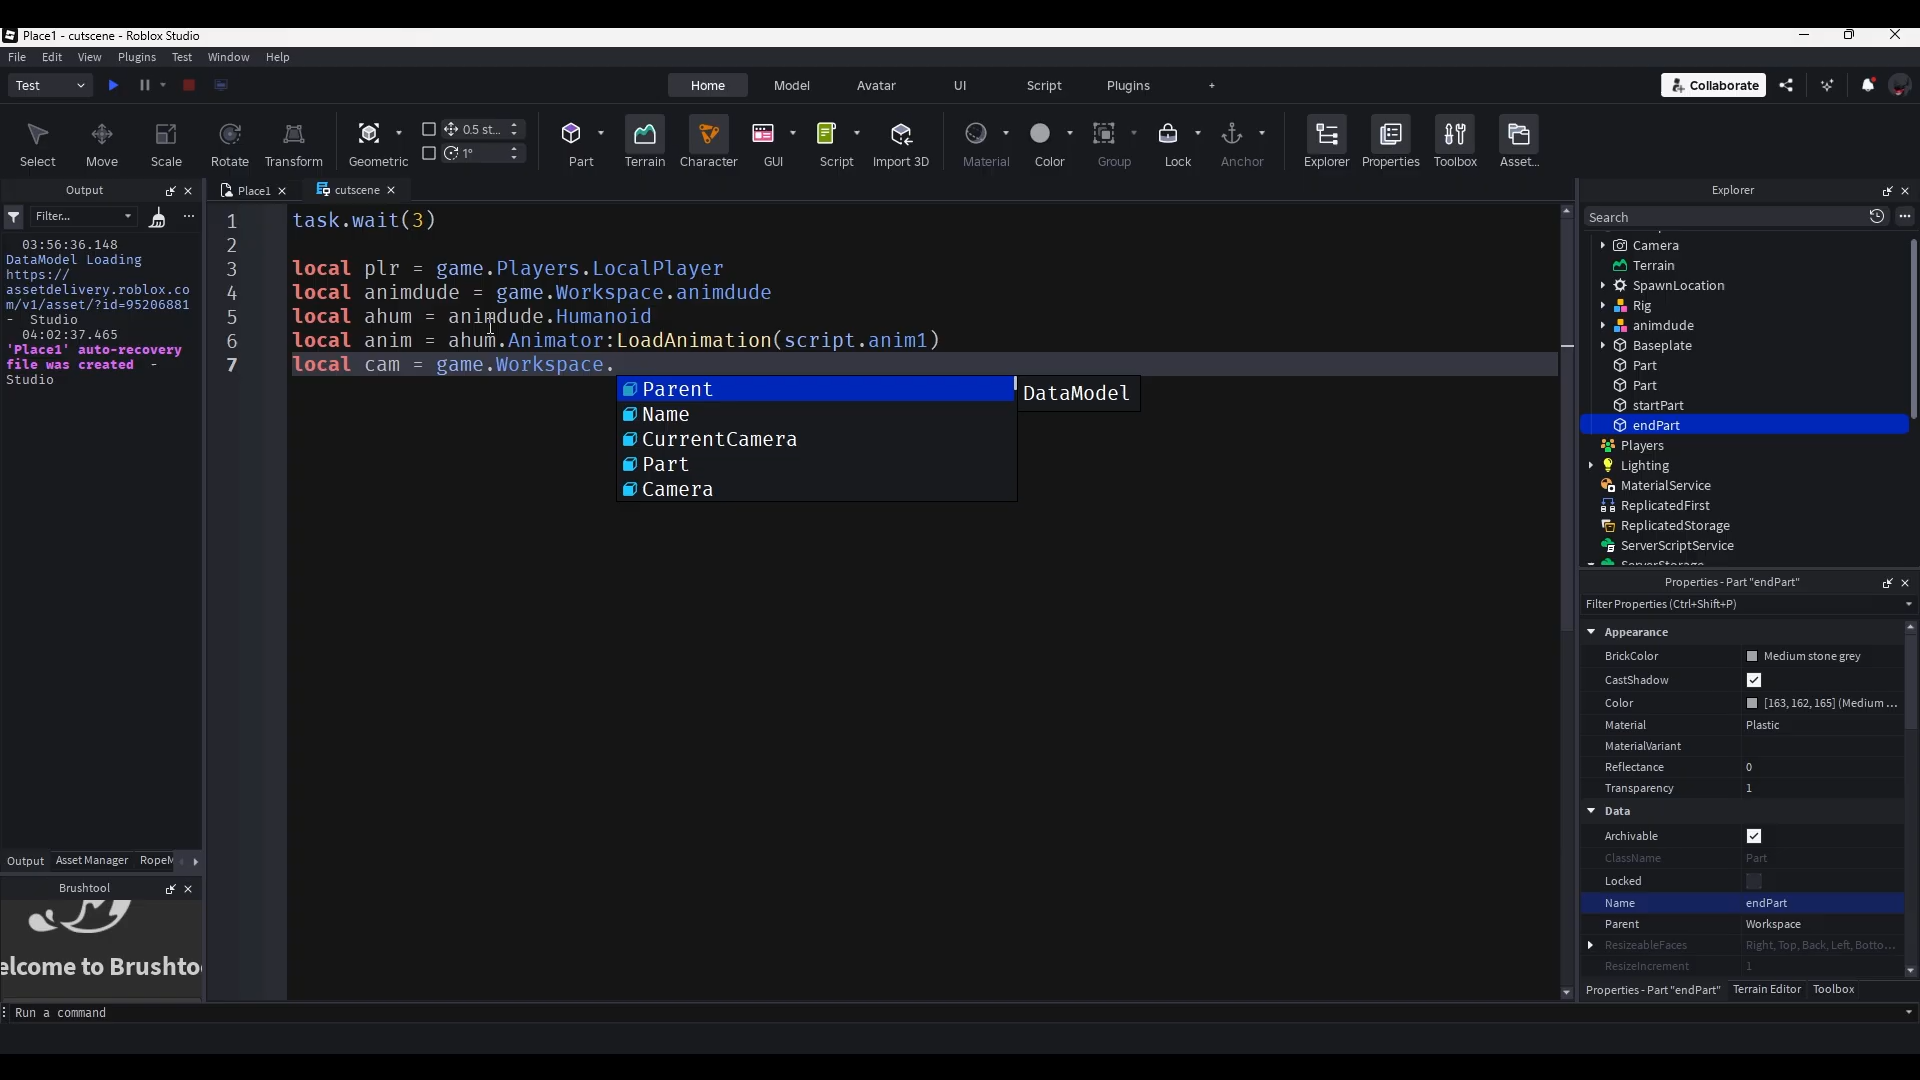 Place1 - cutscene - Roblox Studio
File Edit View Plugins Test Window Help
Test Home Model Avatar UI Script Plugins + Collaborate
0.5 st...
1°
Select Move Scale Rotate Transform Geometric Part Terrain Character GUI Script Import 3D Material Color Group Lock Anchor Explorer Properties Toolbox Asset...
Output
Filter...
03:56:36.148
DataModel Loading
https://
assetdelivery.roblox.co
m/v1/asset/?id=95206881
- Studio
04:02:37.465
'Place1' auto-recovery
file was created -
Studio
Output Asset Manager RopeM
Brushtool
elcome to Brushto
Place1 cutscene
1 task.wait(3)
2
3 local plr = game.Players.LocalPlayer
4 local animdude = game.Workspace.animdude
5 local ahum = animdude.Humanoid
6 local anim = ahum.Animator:LoadAnimation(script.anim1)
7 local cam = game.Workspace.
Parent DataModel
Name
CurrentCamera
Part
Camera
Explorer
Search
Camera
Terrain
SpawnLocation
Rig
animdude
Baseplate
Part
Part
startPart
endPart
Players
Lighting
MaterialService
ReplicatedFirst
ReplicatedStorage
ServerScriptService
ServerStorage
Properties - Part "endPart"
Filter Properties (Ctrl+Shift+P)
Appearance
BrickColor Medium stone grey
CastShadow
Color [163, 162, 165] (Medium ...
Material Plastic
MaterialVariant
Reflectance 0
Transparency 1
Data
Archivable
ClassName Part
Locked
Name endPart
Parent Workspace
ResizeableFaces Right, Top, Back, Left, Botto...
ResizeIncrement 1
Properties - Part "endPart" Terrain Editor Toolbox
Run a command